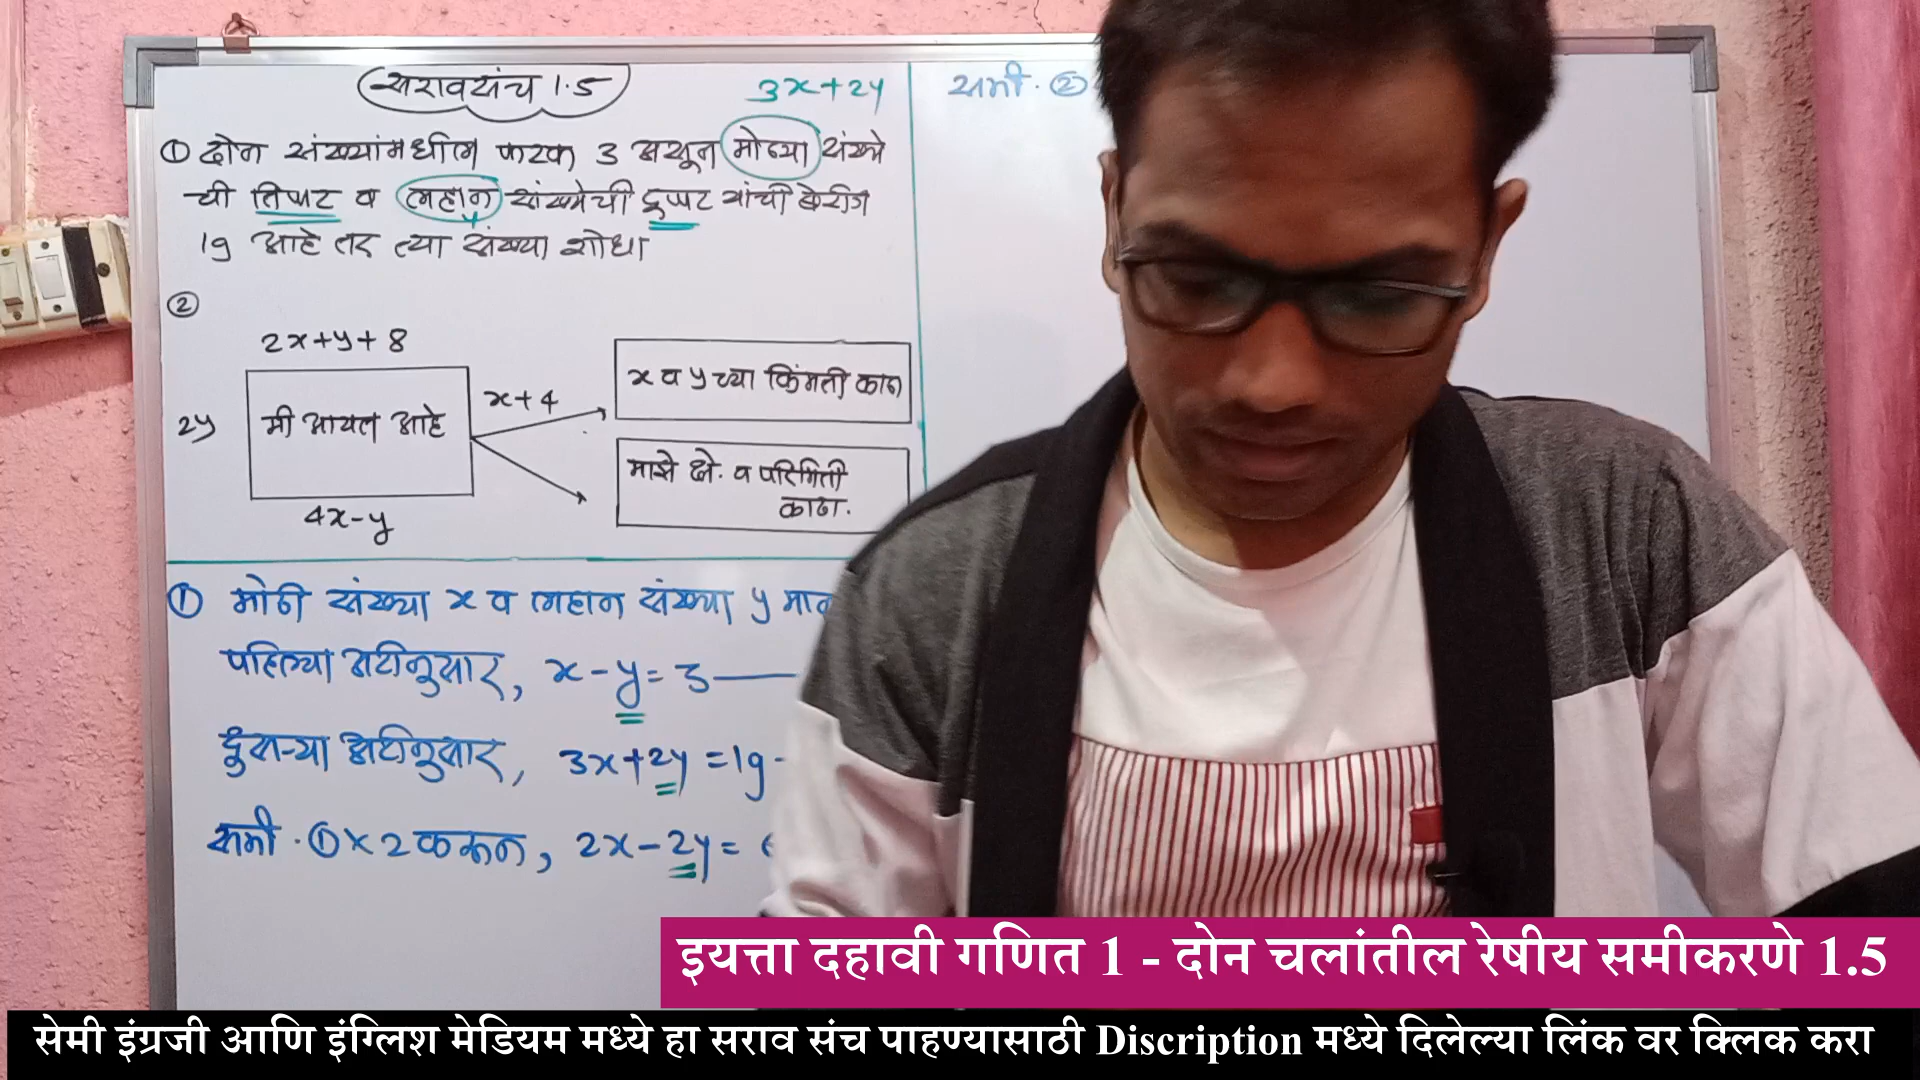 सरावसंच 1.5
3x+2y
① दोन संख्यांमधील फरक 3 असून मोठ्या संख्ये
ची तिप्पट व लहान संख्येची दुप्पट यांची बेरीज
y
19 आहे तर त्या संख्या शोधा
②
2x+y+8
2y
मी आयत आहे
x+4
4x-y
x व y च्या किंमती काढा
माझे क्षे. व परिमिती
काढा.
① मोठी संख्या x व लहान संख्या y मान
पहिल्या अटीनुसार, x-y=3
दुसऱ्या अटीनुसार, 3x+2y=19
समी. ①×2 करून, 2x-2y=
समी. ②
इयत्ता दहावी गणित 1 - दोन चलांतील रेषीय समीकरणे 1.5
सेमी इंग्रजी आणि इंग्लिश मेडियम मध्ये हा सराव संच पाहण्यासाठी Discription मध्ये दिलेल्या लिंक वर क्लिक करा